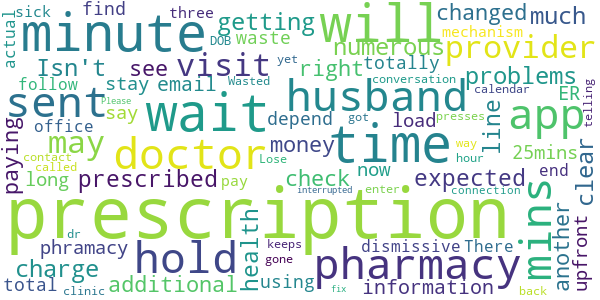 sick three find getting minute will changed much
actual DOB waste numerous provider mechanism
Isn't see visit yet right totally problems
sent wait husband conversation calendar ER
follow stay email Wasted depend load got line presses app telling
office say money
paying may doctor time 25mins clear
contact called Lose way hour
long prescribed pay check now expected end
prescription interrupted enter connection mins another upfront
Please
dr phramacy hold health keeps dismissive There
charge using gone pharmacy
total clinic additional fix information back